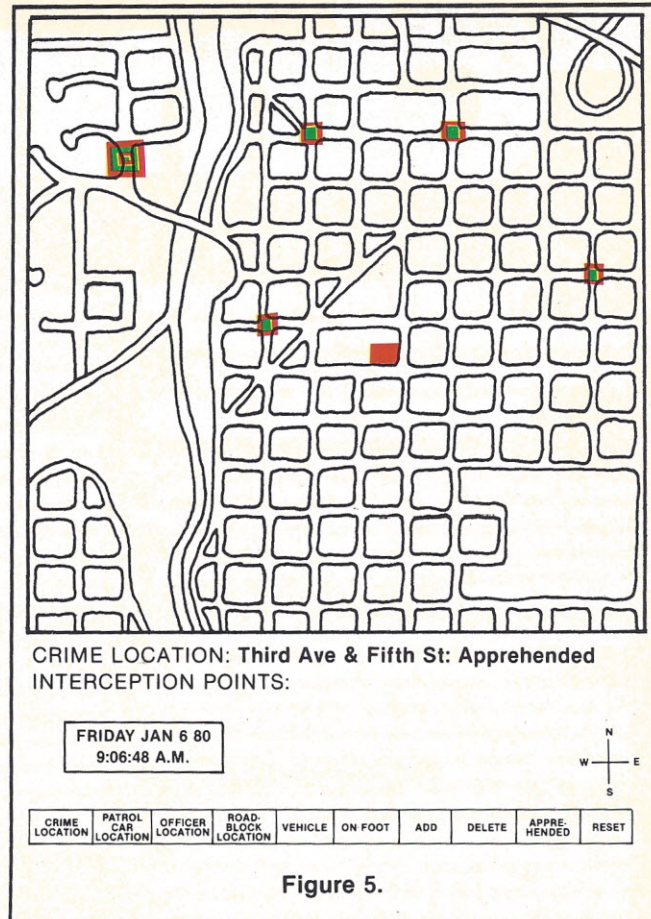 CRIME LOCATION: Third Ave & Fifth St: Apprehended
INTERCEPTION POINTS:
FRIDAY JAN 6 80
9:06:48 A.M.
N
W E
S
CRIME LOCATION
PATROL CAR LOCATION
OFFICER LOCATION
ROAD-BLOCK LOCATION
VEHICLE
ON FOOT
ADD
DELETE
APPRE-HENDED
RESET
Figure 5.